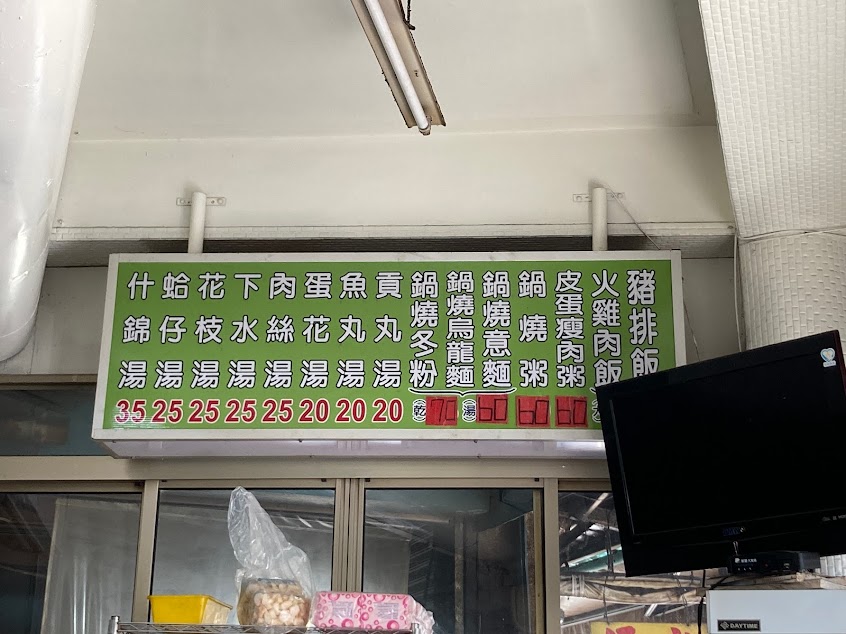 豬排飯
火雞肉飯
皮蛋瘦肉粥 60
鍋燒粥 60
鍋燒意麵
鍋燒烏龍麵
鍋燒冬粉
乾 70 湯 60
貢丸湯 20
魚丸湯 20
蛋花湯 20
肉絲湯 25
下水湯 25
花枝湯 25
蛤仔湯 25
什錦湯 35
DAYTIME